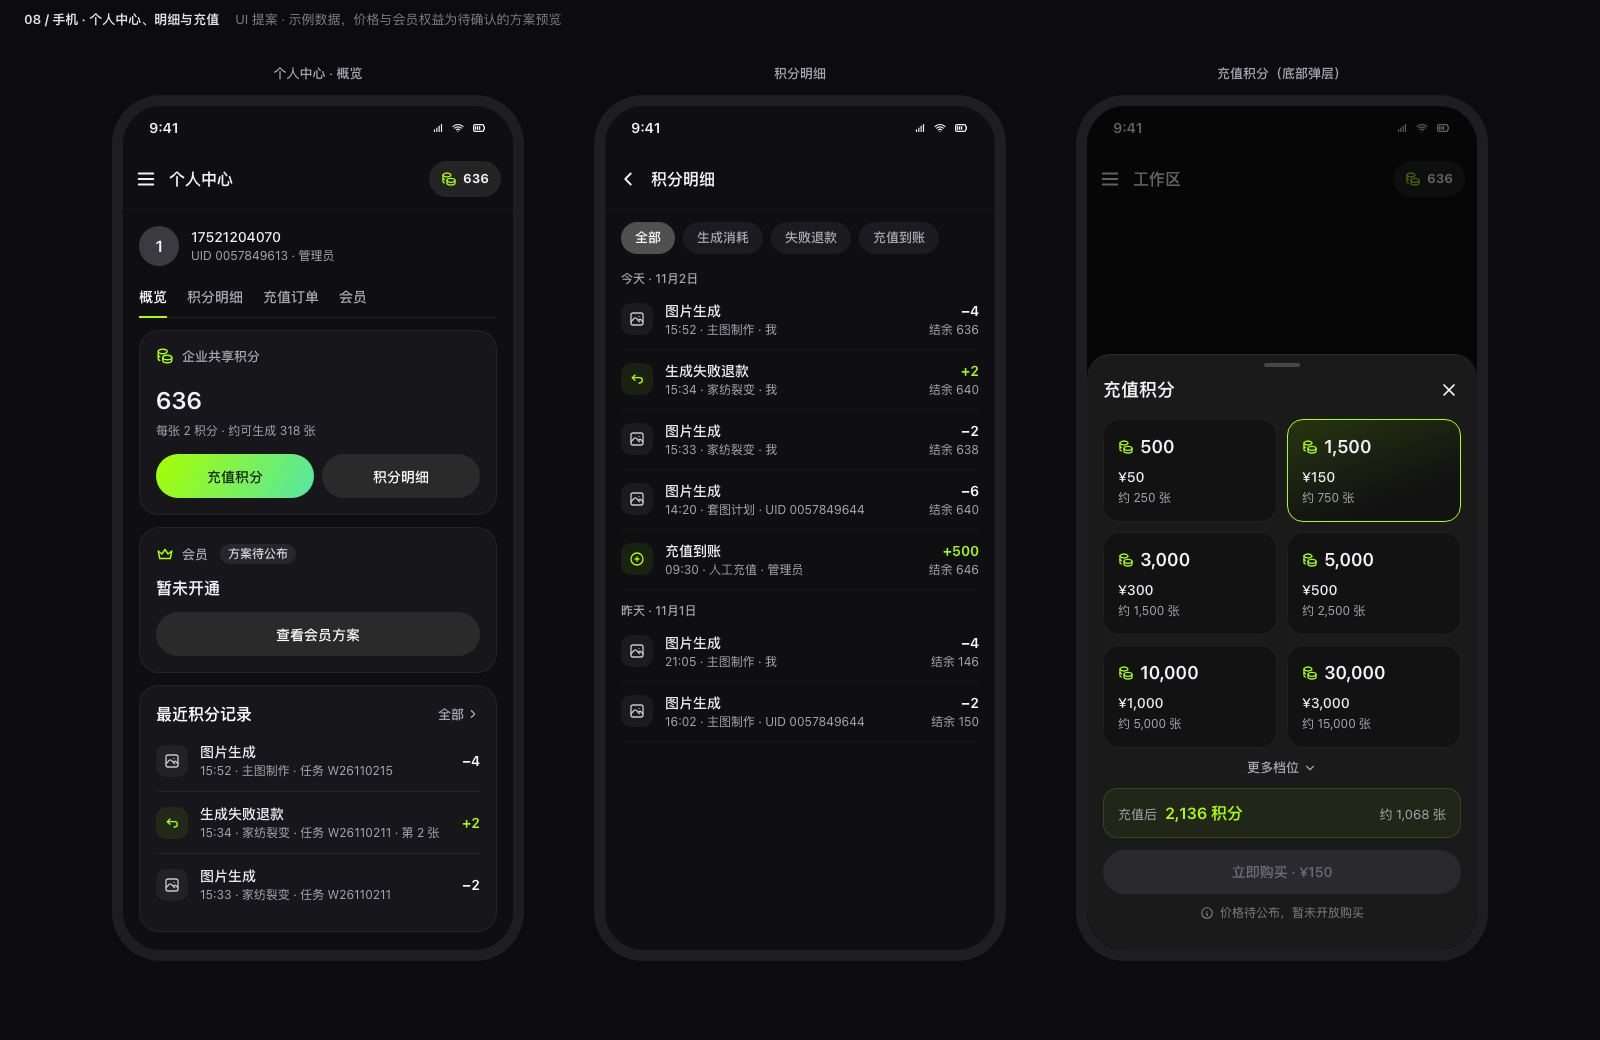 08 / 手机 · 个人中心、明细与充值 UI 提案 · 示例数据，价格与会员权益为待确认的方案预览
个人中心 · 概览
9:41
个人中心
636
1
17521204070
UID 0057849613 · 管理员
概览 积分明细 充值订单 会员
企业共享积分
636
每张 2 积分 · 约可生成 318 张
充值积分 积分明细
会员 方案待公布
暂未开通
查看会员方案
最近积分记录 全部
图片生成
15:52 · 主图制作 · 任务 W26110215
−4
生成失败退款
15:34 · 家纺裂变 · 任务 W26110211 · 第 2 张
+2
图片生成
15:33 · 家纺裂变 · 任务 W26110211
−2
积分明细
9:41
积分明细
全部 生成消耗 失败退款 充值到账
今天 · 11月2日
图片生成 −4
15:52 · 主图制作 · 我 结余 636
生成失败退款 +2
15:34 · 家纺裂变 · 我 结余 640
图片生成 −2
15:33 · 家纺裂变 · 我 结余 638
图片生成 −6
14:20 · 套图计划 · UID 0057849644 结余 640
充值到账 +500
09:30 · 人工充值 · 管理员 结余 646
昨天 · 11月1日
图片生成 −4
21:05 · 主图制作 · 我 结余 146
图片生成 −2
16:02 · 主图制作 · UID 0057849644 结余 150
充值积分（底部弹层）
9:41
工作区
636
充值积分
500
¥50
约 250 张
1,500
¥150
约 750 张
3,000
¥300
约 1,500 张
5,000
¥500
约 2,500 张
10,000
¥1,000
约 5,000 张
30,000
¥3,000
约 15,000 张
更多档位
充值后 2,136 积分 约 1,068 张
立即购买 · ¥150
价格待公布，暂未开放购买